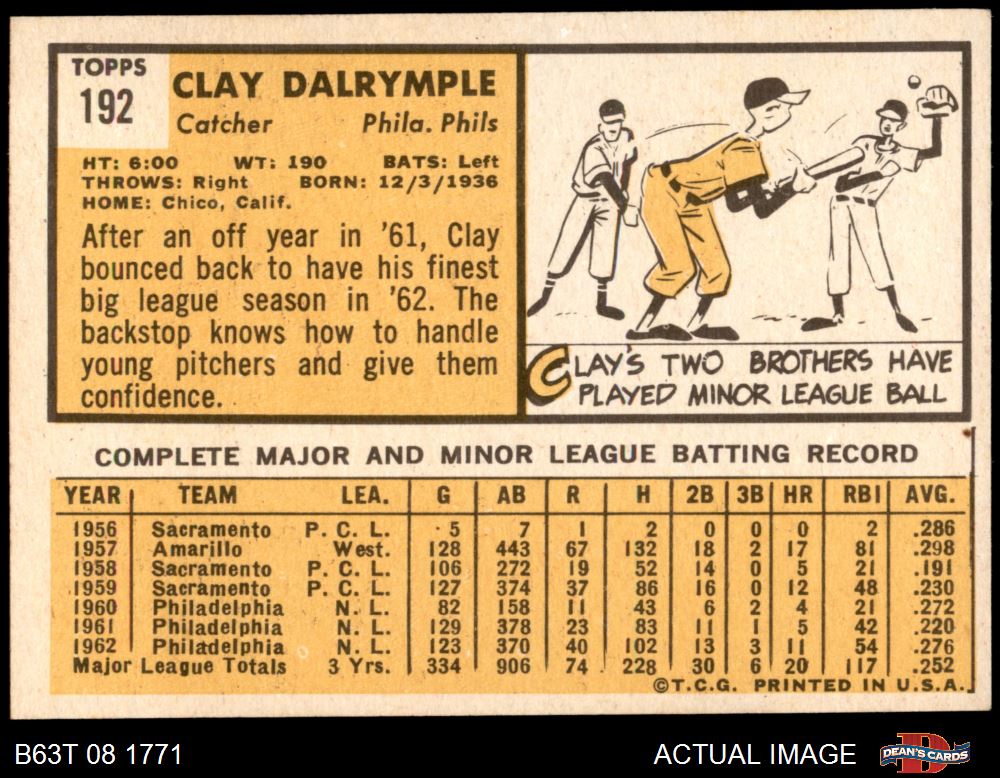 TOPPS
192
CLAY DALRYMPLE
Catcher Phila. Phils
HT: 6:00 WT: 190 BATS: Left
THROWS: Right BORN: 12/3/1936
HOME: Chico, Calif.
After an off year in '61, Clay
bounced back to have his finest
big league season in '62. The
backstop knows how to handle
young pitchers and give them
confidence.
CLAY'S TWO BROTHERS HAVE
PLAYED MINOR LEAGUE BALL
COMPLETE MAJOR AND MINOR LEAGUE BATTING RECORD
YEAR TEAM LEA. G AB R H 2B 3B HR RBI AVG.
1956 Sacramento P. C. L. 5 7 1 2 0 0 0 2 .286
1957 Amarillo West. 128 443 67 132 18 2 17 81 .298
1958 Sacramento P. C. L. 106 272 19 52 14 0 5 21 .191
1959 Sacramento P. C. L. 127 374 37 86 16 0 12 48 .230
1960 Philadelphia N. L. 82 158 11 43 6 2 4 21 .272
1961 Philadelphia N. L. 129 378 23 83 11 1 5 42 .220
1962 Philadelphia N. L. 123 370 40 102 13 3 11 54 .276
Major League Totals 3 Yrs. 334 906 74 228 30 6 20 117 .252
©T.C.G. PRINTED IN U.S.A.
B63T 08 1771
ACTUAL IMAGE
D
DEAN'S CARDS